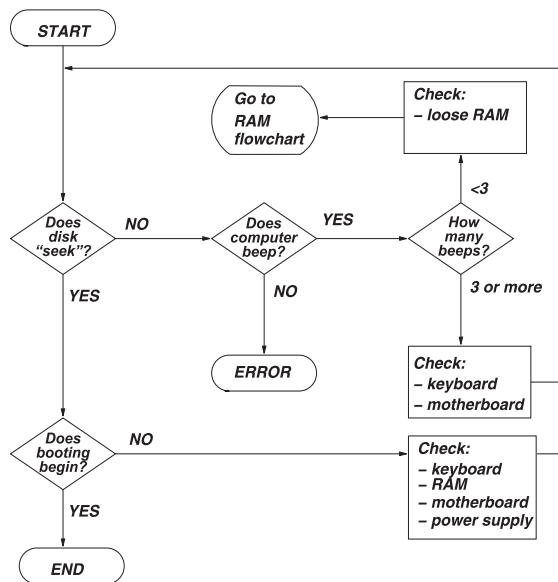 START
Go to
RAM
flowchart
Check:
– loose RAM
<3
Does
disk
“seek”?
NO
Does
computer
beep?
YES
How
many
beeps?
YES
NO
3 or more
ERROR
Check:
– keyboard
– motherboard
Does
booting
begin?
NO
Check:
– keyboard
– RAM
– motherboard
– power supply
YES
END